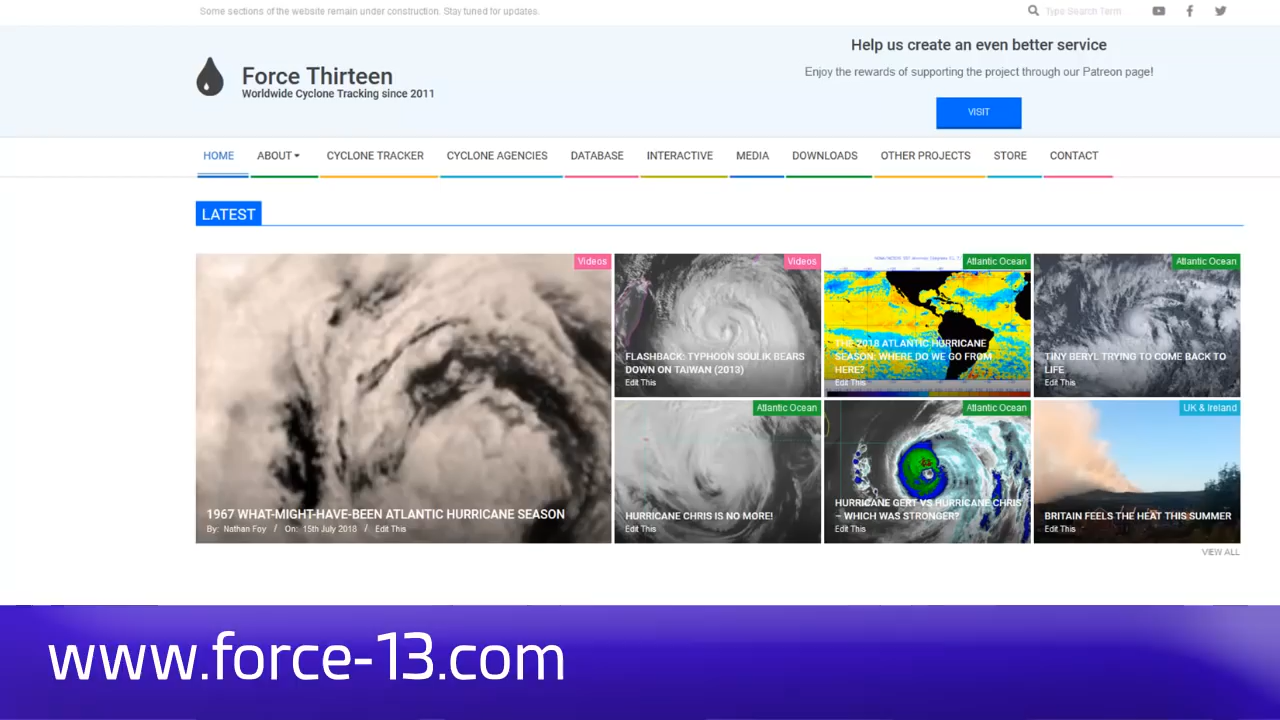 Some sections of the website remain under construction. Stay tuned for updates.
Type Search Term
Help us create an even better service
Enjoy the rewards of supporting the project through our Patreon page!
VISIT
Force Thirteen
Worldwide Cyclone Tracking since 2011
HOME ABOUT CYCLONE TRACKER CYCLONE AGENCIES DATABASE INTERACTIVE MEDIA DOWNLOADS OTHER PROJECTS STORE CONTACT
LATEST
Videos
1967 WHAT-MIGHT-HAVE-BEEN ATLANTIC HURRICANE SEASON
By: Nathan Foy / On: 15th July 2018 / Edit This
Videos
FLASHBACK: TYPHOON SOULIK BEARS
DOWN ON TAIWAN (2013)
Edit This
Atlantic Ocean
THE 2018 ATLANTIC HURRICANE
SEASON: WHERE DO WE GO FROM
HERE?
Edit This
Atlantic Ocean
TINY BERYL TRYING TO COME BACK TO
LIFE
Edit This
Atlantic Ocean
HURRICANE CHRIS IS NO MORE!
Edit This
Atlantic Ocean
HURRICANE GERT VS HURRICANE CHRIS
– WHICH WAS STRONGER?
Edit This
UK & Ireland
BRITAIN FEELS THE HEAT THIS SUMMER
Edit This
VIEW ALL
www.force-13.com